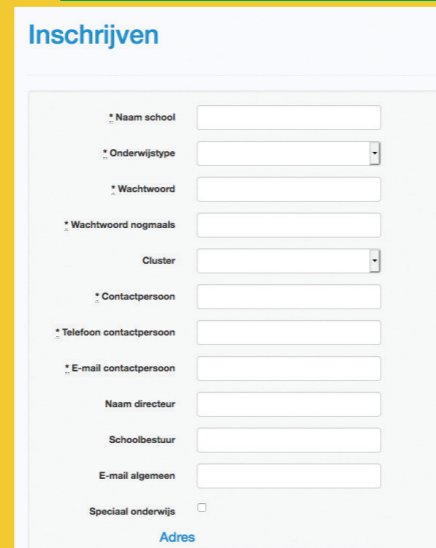 Inschrijven
* Naam school
* Onderwijstype
* Wachtwoord
* Wachtwoord nogmaals
Cluster
* Contactpersoon
* Telefoon contactpersoon
* E-mail contactpersoon
Naam directeur
Schoolbestuur
E-mail algemeen
Speciaal onderwijs
Adres